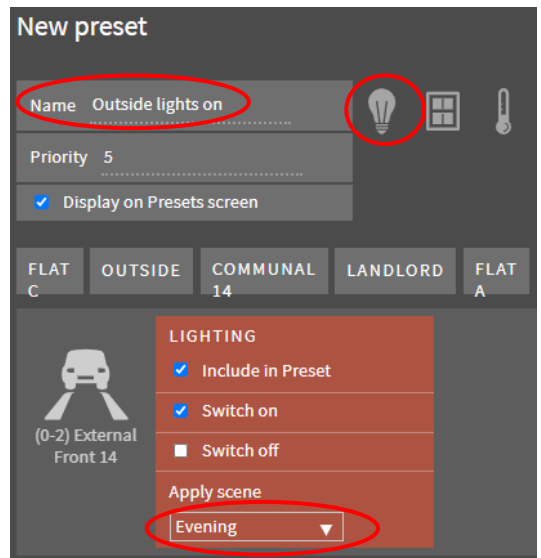 New preset
Name Outside lights on
Priority 5
Display on Presets screen
FLAT C
OUTSIDE
COMMUNAL 14
LANDLORD
FLAT A
(0-2) External
Front 14
LIGHTING
Include in Preset
Switch on
Switch off
Apply scene
Evening